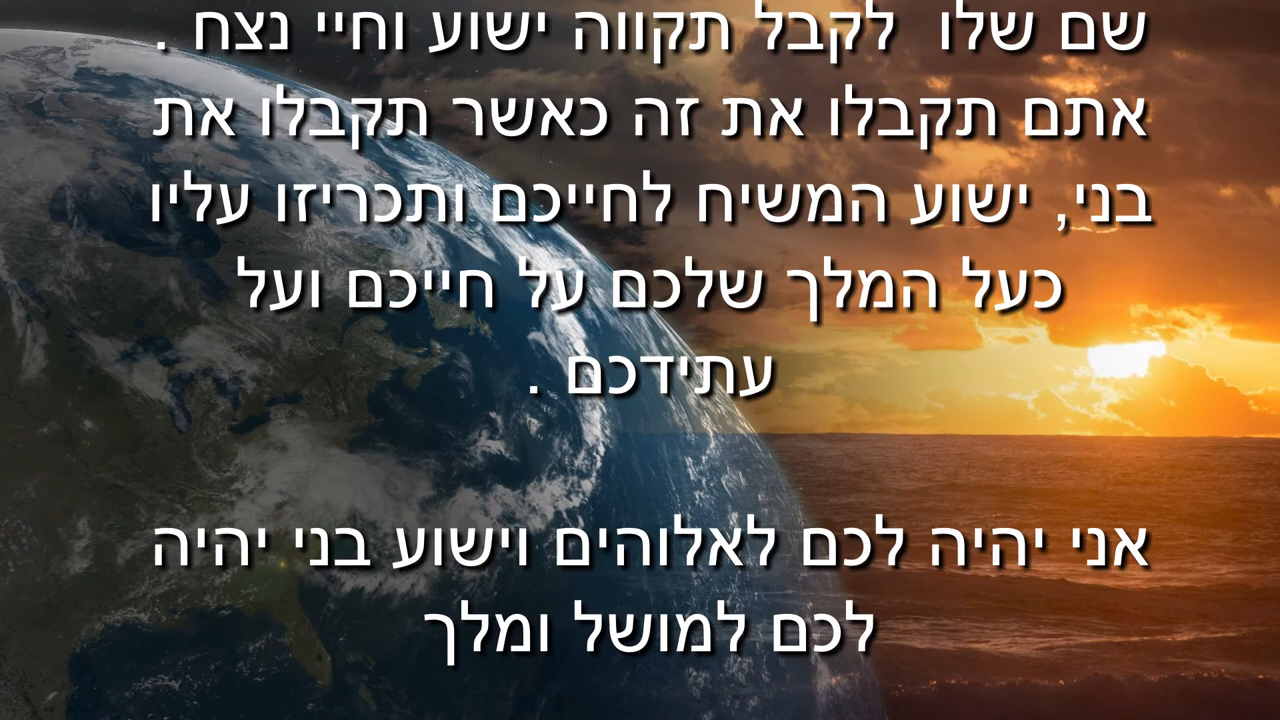 שם שלו  לקבל תקווה ישוע וחיי נצח .
אתם תקבלו את זה כאשר תקבלו את
בני, ישוע המשיח לחייכם ותכריזו עליו
כעל המלך שלכם על חייכם ועל
עתידכם .
אני יהיה לכם לאלוהים וישוע בני יהיה
לכם למושל ומלך